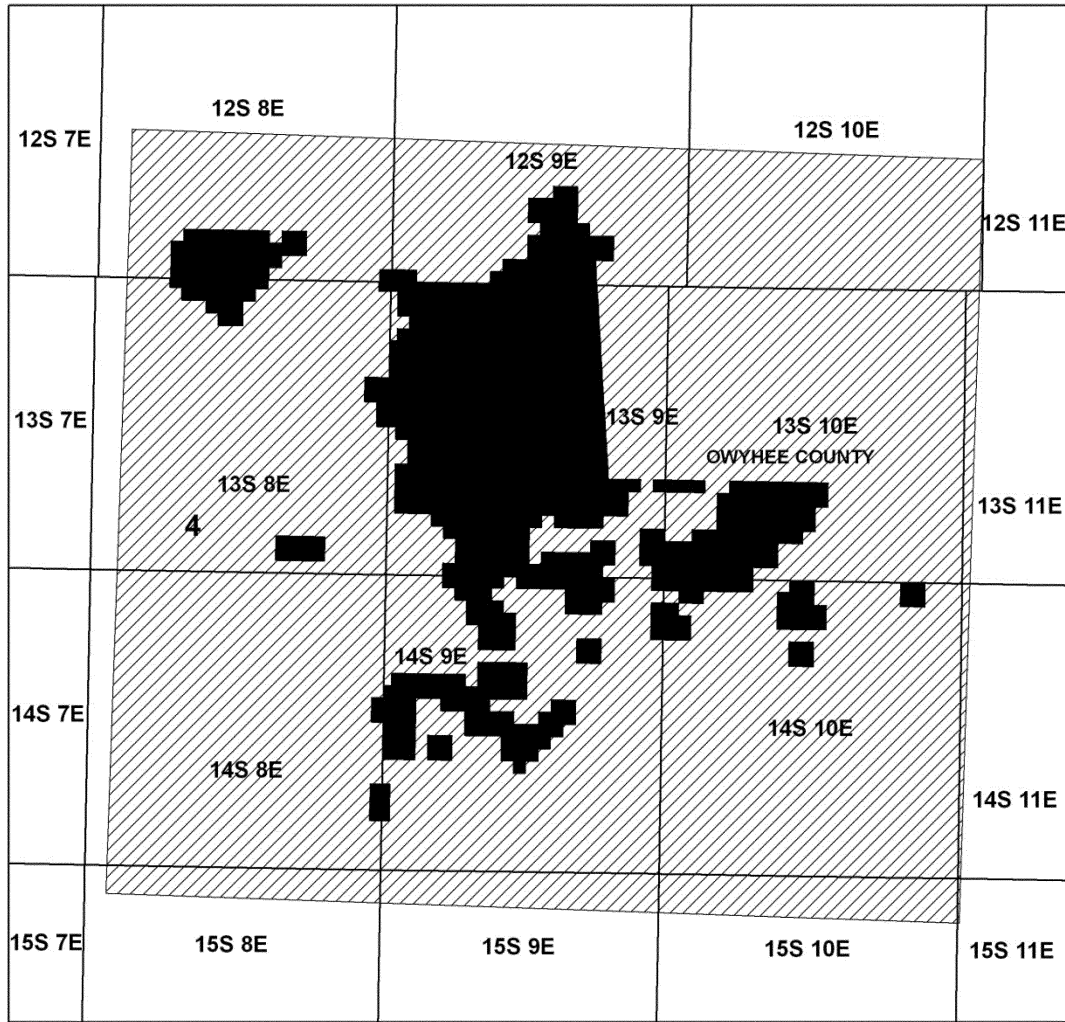 12S 8E
12S 10E
12S 7E
12S 9E
12S 11E
13S 7E
13S 9E
13S 10E
OWYHEE COUNTY
13S 8E
13S 11E
4
14S 9E
14S 7E
14S 10E
14S 8E
14S 11E
15S 7E
15S 8E
15S 9E
15S 10E
15S 11E